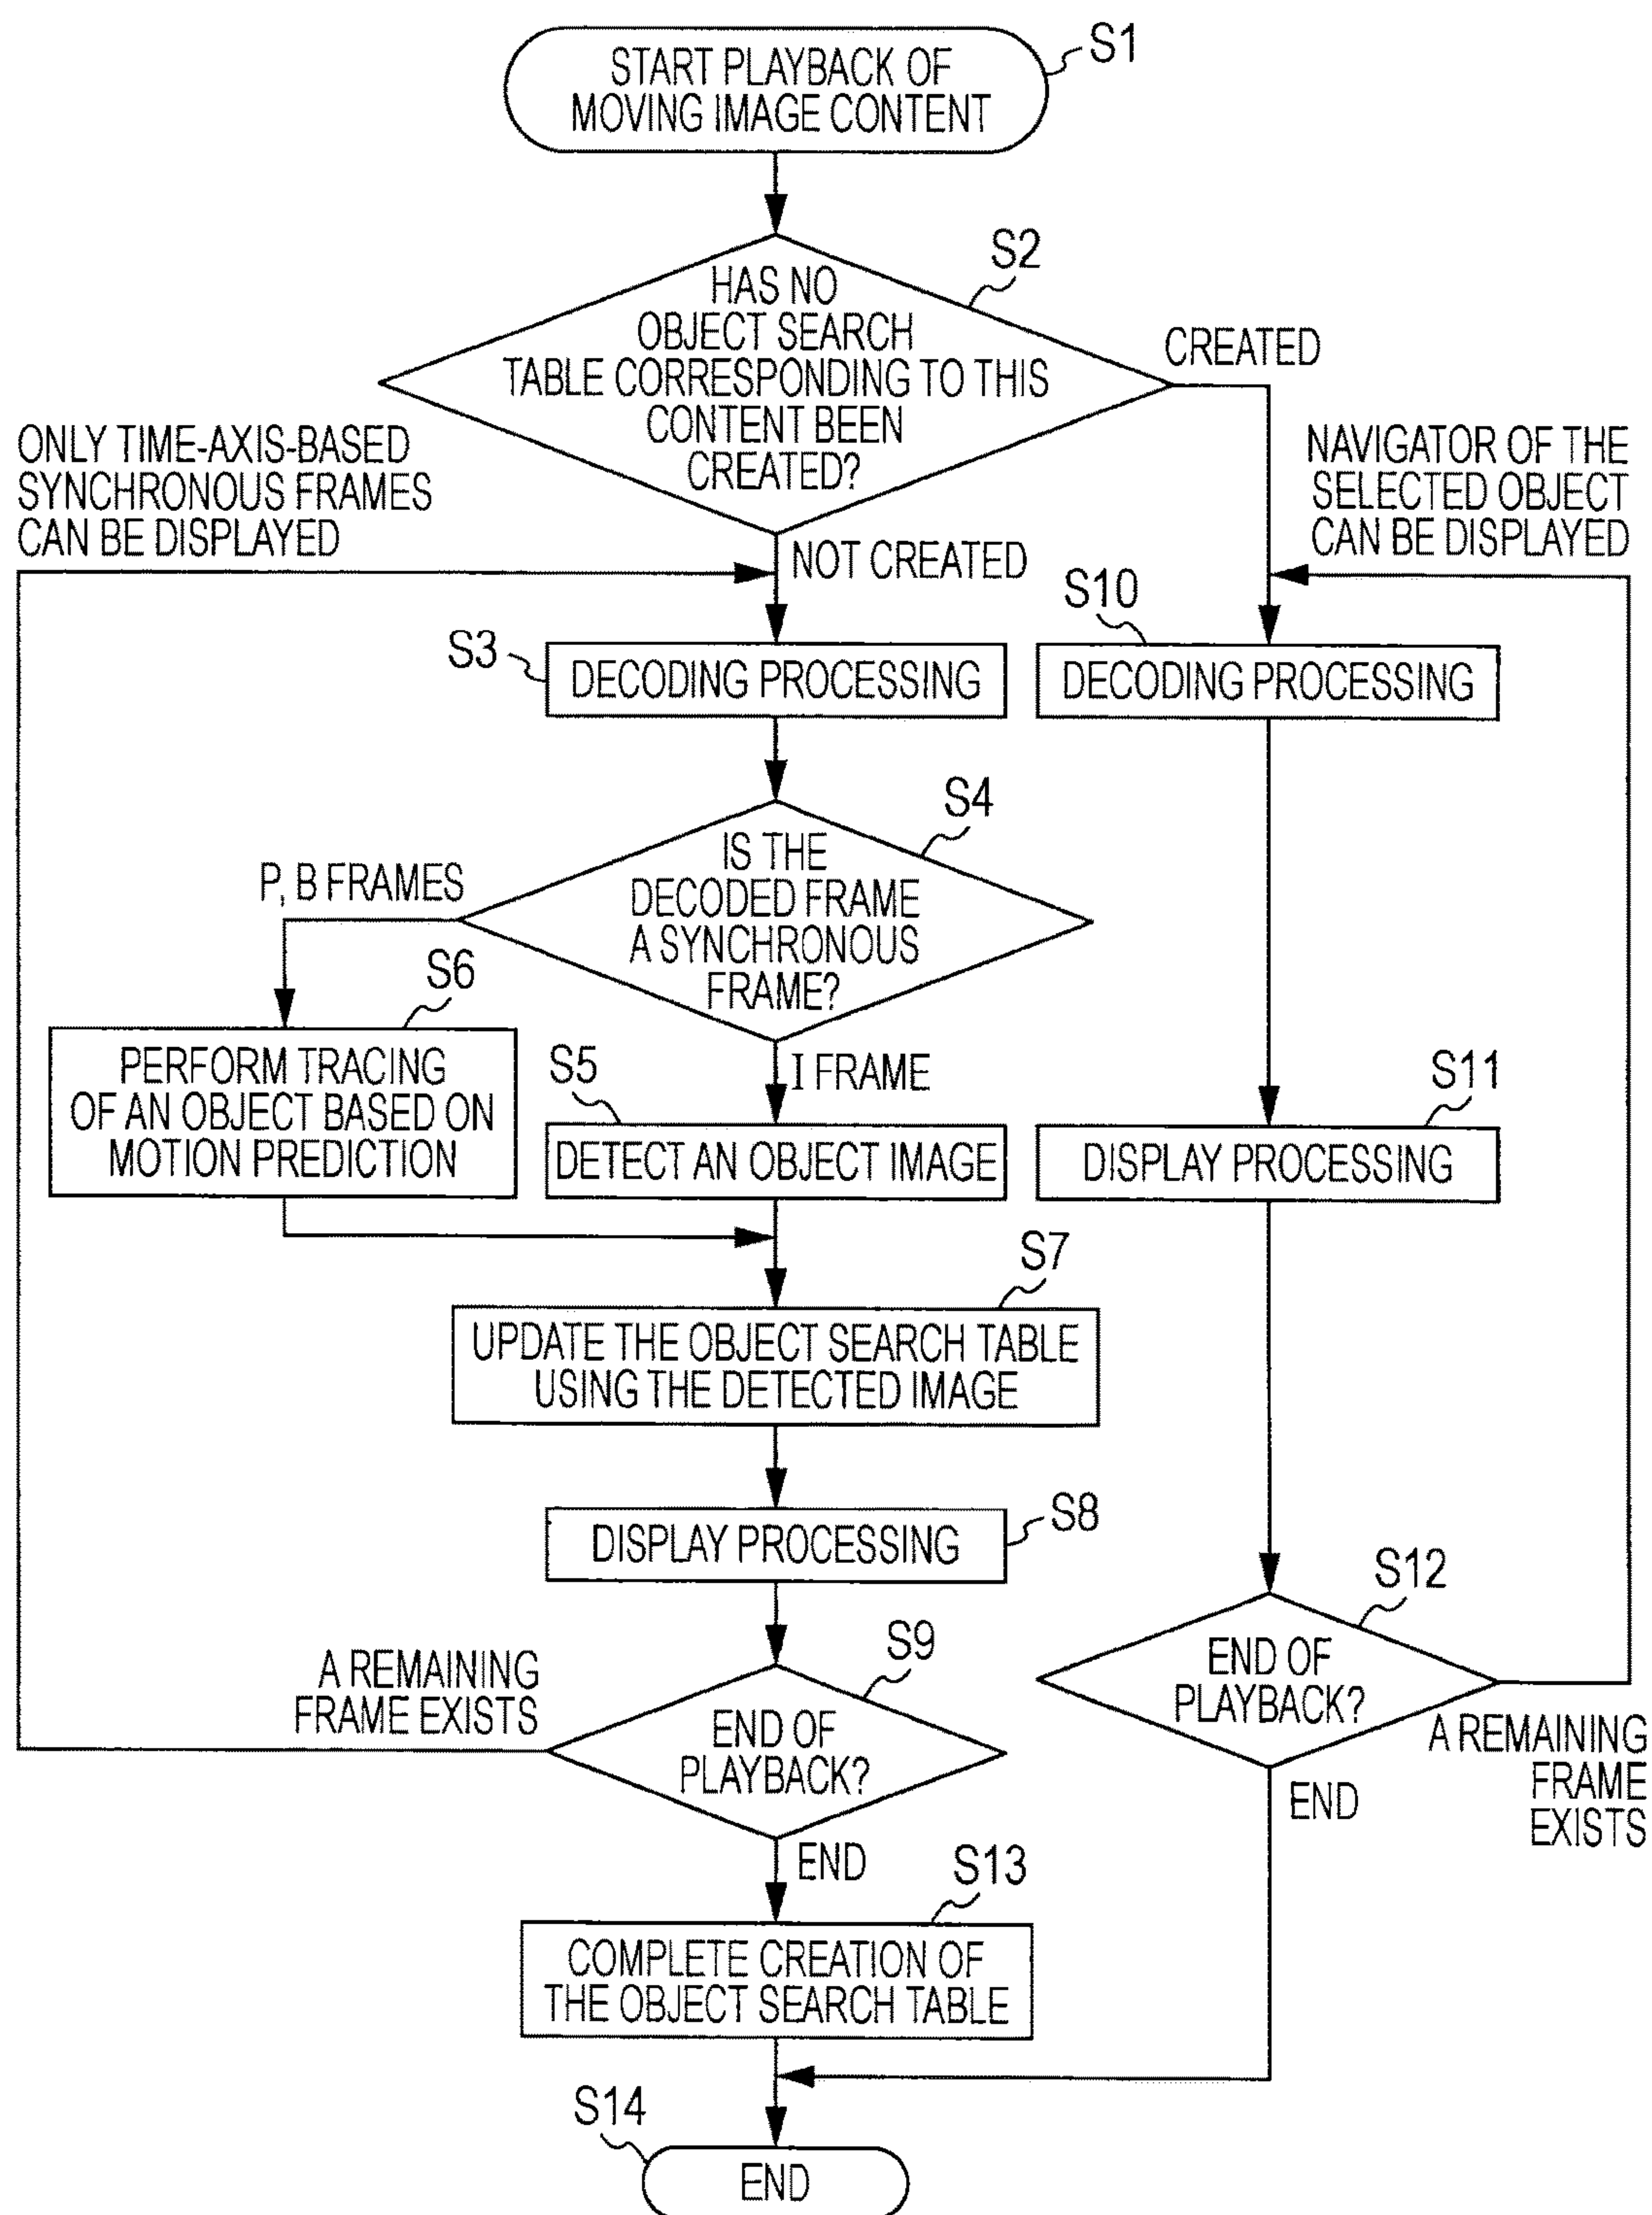 START PLAYBACK OF
MOVING IMAGE CONTENT
S1
S2
HAS NO
OBJECT SEARCH
TABLE CORRESPONDING TO THIS
CONTENT BEEN
CREATED?
CREATED
ONLY TIME-AXIS-BASED
SYNCHRONOUS FRAMES
CAN BE DISPLAYED
NAVIGATOR OF THE
SELECTED OBJECT
CAN BE DISPLAYED
NOT CREATED
S3
DECODING PROCESSING
S10
DECODING PROCESSING
S4
IS THE
DECODED FRAME
A SYNCHRONOUS
FRAME?
P, B FRAMES
S6
PERFORM TRACING
OF AN OBJECT BASED ON
MOTION PREDICTION
I FRAME
S5
DETECT AN OBJECT IMAGE
S11
DISPLAY PROCESSING
S7
UPDATE THE OBJECT SEARCH TABLE
USING THE DETECTED IMAGE
S8
DISPLAY PROCESSING
S9
END OF
PLAYBACK?
A REMAINING
FRAME EXISTS
S12
END OF
PLAYBACK?
A REMAINING
FRAME
EXISTS
END
END
S13
COMPLETE CREATION OF
THE OBJECT SEARCH TABLE
S14
END